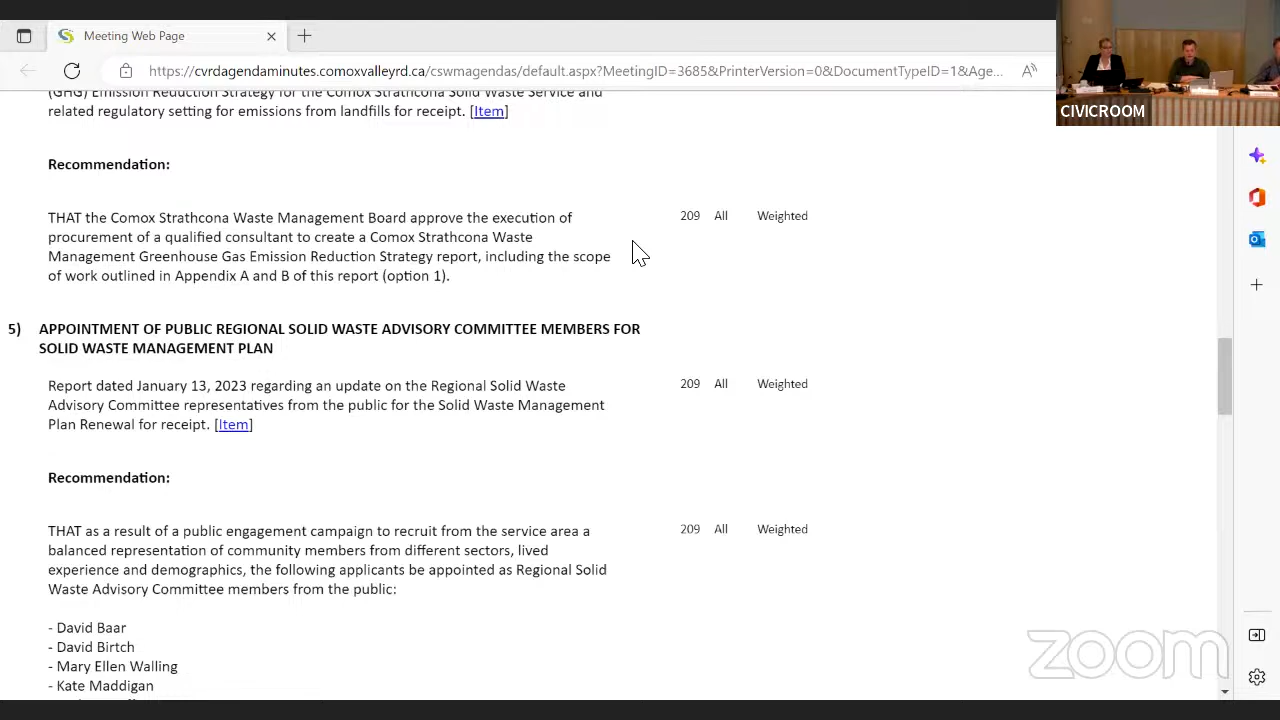 Meeting Web Page
https://cvrdagendaminutes.comoxvalleyrd.ca/cswmagendas/default.aspx?MeetingID=3685&PrinterVersion=0&DocumentTypeID=1&Age...
CIVICROOM
(GHG) Emission Reduction Strategy for the Comox Strathcona Solid Waste Service and
related regulatory setting for emissions from landfills for receipt. [Item]
Recommendation:
THAT the Comox Strathcona Waste Management Board approve the execution of 209 All Weighted
procurement of a qualified consultant to create a Comox Strathcona Waste
Management Greenhouse Gas Emission Reduction Strategy report, including the scope
of work outlined in Appendix A and B of this report (option 1).
5) APPOINTMENT OF PUBLIC REGIONAL SOLID WASTE ADVISORY COMMITTEE MEMBERS FOR
SOLID WASTE MANAGEMENT PLAN
Report dated January 13, 2023 regarding an update on the Regional Solid Waste 209 All Weighted
Advisory Committee representatives from the public for the Solid Waste Management
Plan Renewal for receipt. [Item]
Recommendation:
THAT as a result of a public engagement campaign to recruit from the service area a 209 All Weighted
balanced representation of community members from different sectors, lived
experience and demographics, the following applicants be appointed as Regional Solid
Waste Advisory Committee members from the public:
- David Baar
- David Birtch
- Mary Ellen Walling
- Kate Maddigan
zoom